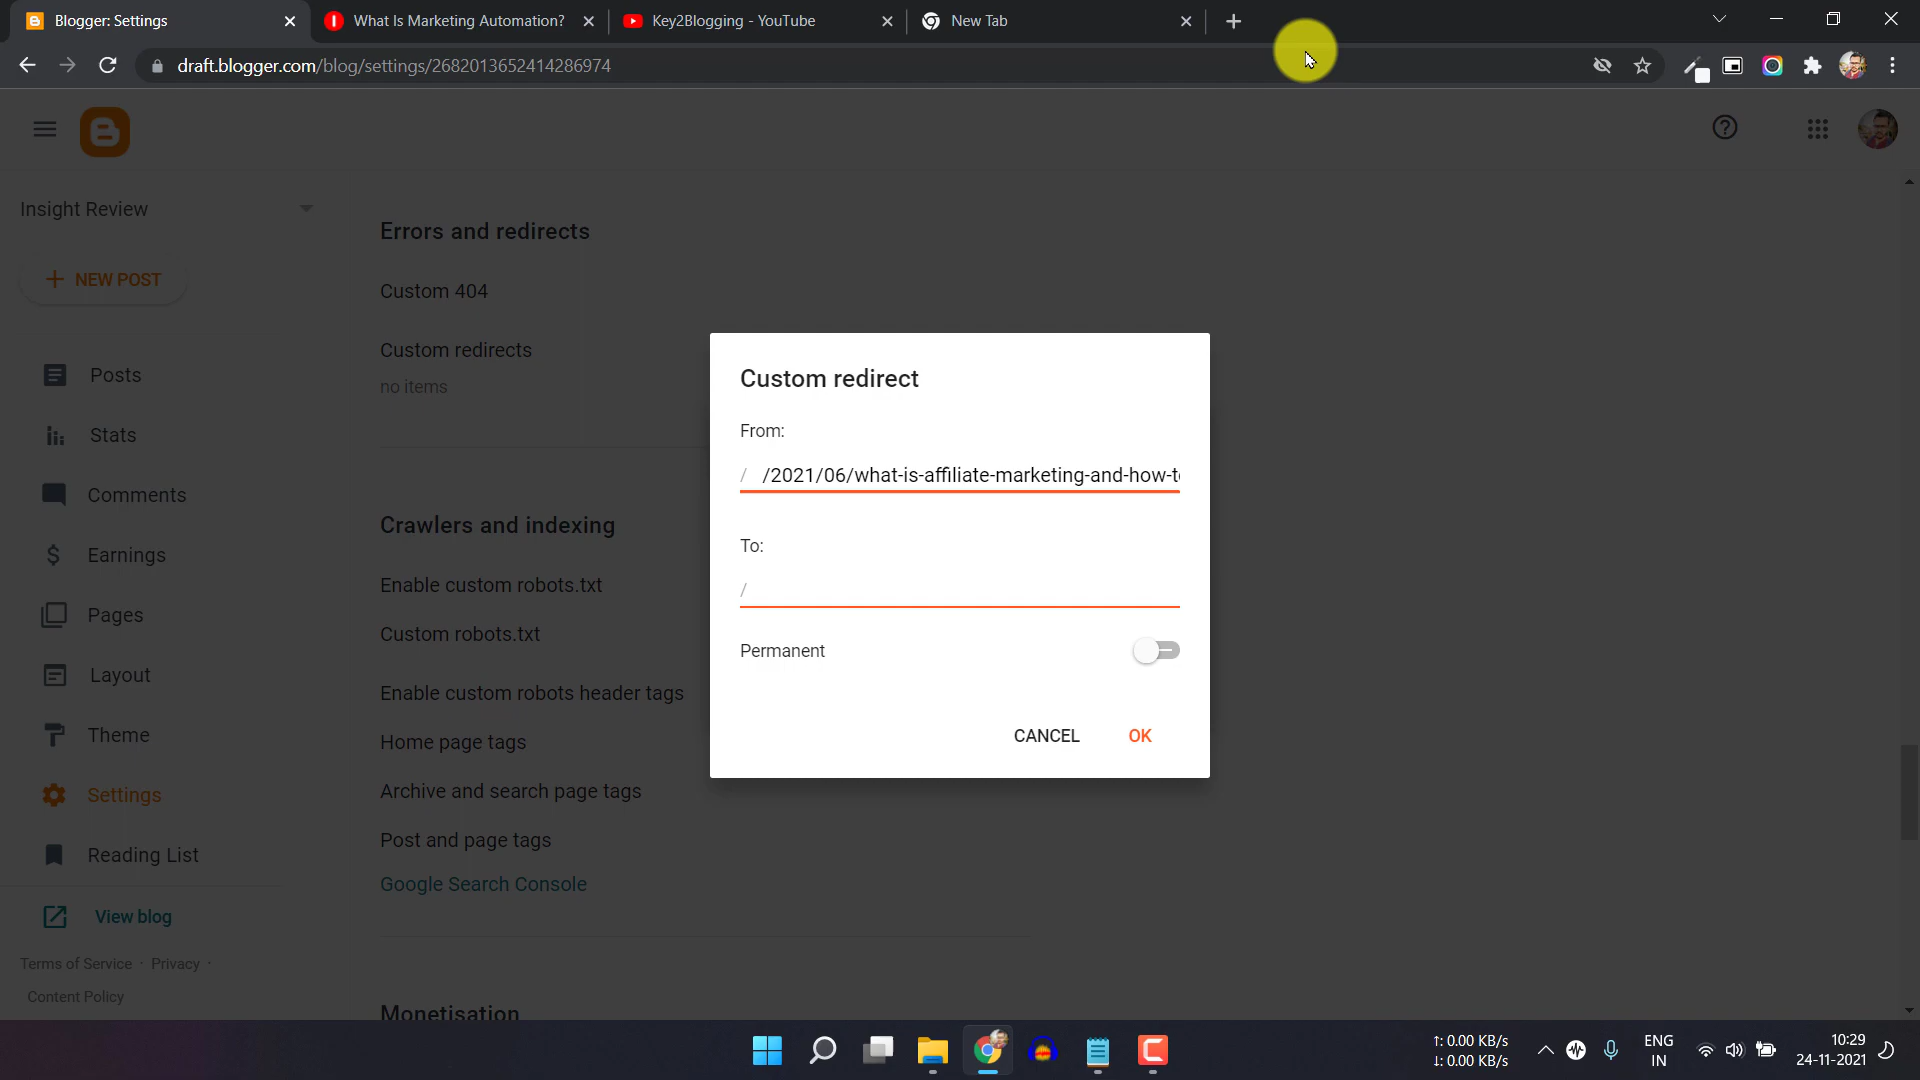 Blogger: Settings
What Is Marketing Automation?
Key2Blogging - YouTube
New Tab
draft.blogger.com/blog/settings/2682013652414286974
Insight Review
NEW POST
Posts
Stats
Comments
Earnings
Pages
Layout
Theme
Settings
Reading List
View blog
Terms of Service · Privacy ·
Content Policy
Errors and redirects
Custom 404
Custom redirects
no items
Crawlers and indexing
Enable custom robots.txt
Custom robots.txt
Enable custom robots header tags
Home page tags
Archive and search page tags
Post and page tags
Google Search Console
Monetisation
Custom redirect
From:
/ /2021/06/what-is-affiliate-marketing-and-how-t
To:
/
Permanent
CANCEL
OK
↑: 0.00 KB/s
↓: 0.00 KB/s
ENG
IN
10:29
24-11-2021